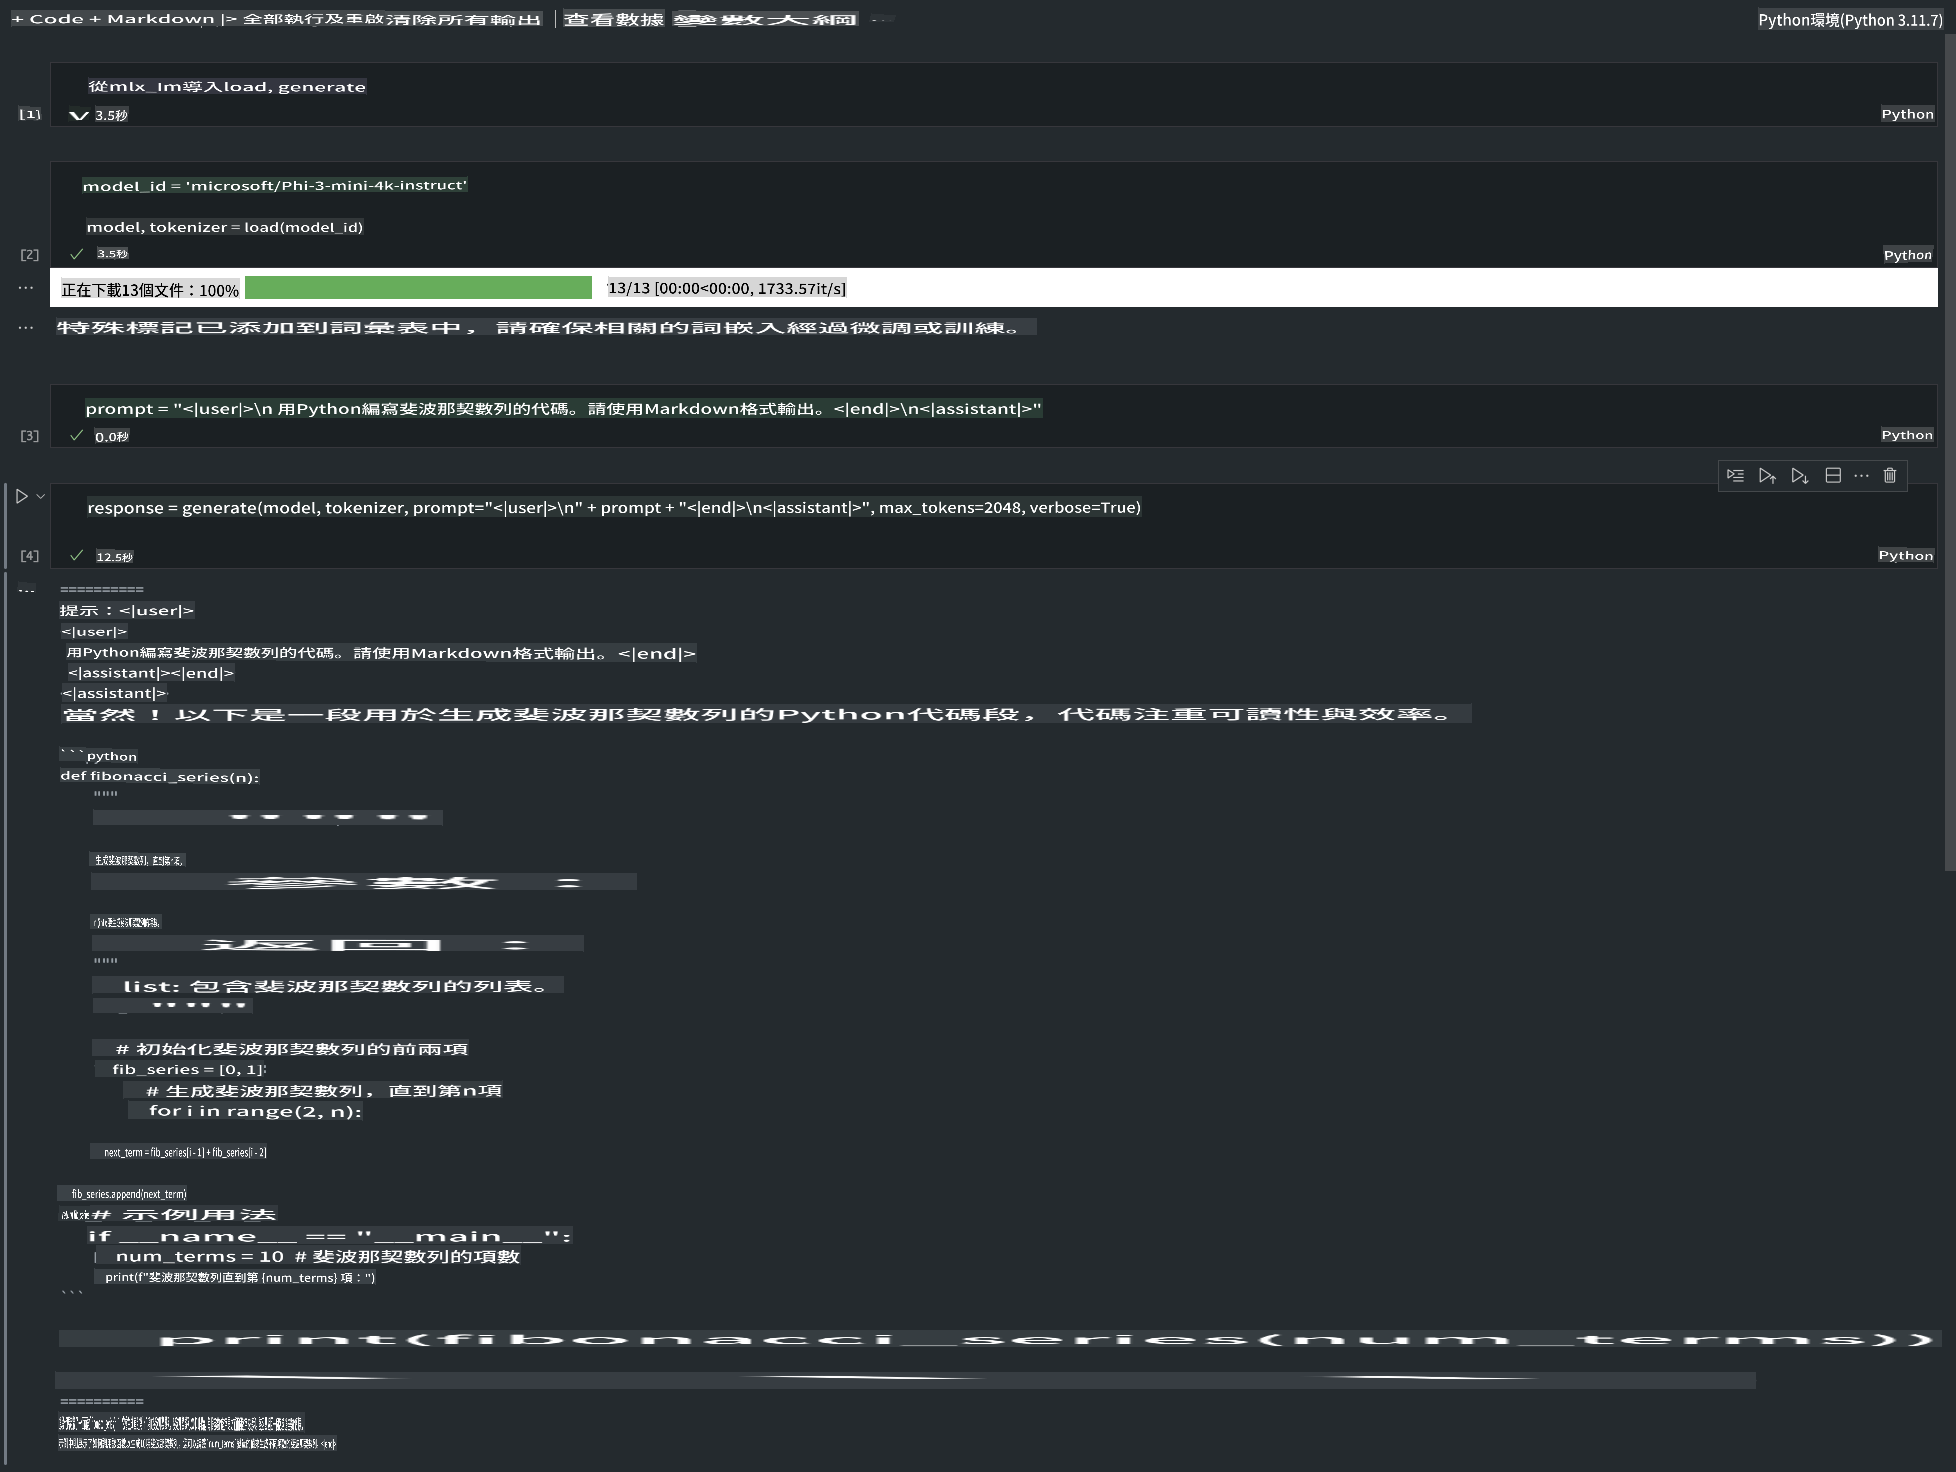 + Code + Markdown |> 全部執行及重啟清除所有輸出 | 查看數據 參數大綱 ...
Python環境(Python 3.11.7)
從mlx_lm導入load, generate
[1] 3.5秒 Python
model_id = 'microsoft/Phi-3-mini-4k-instruct'
model, tokenizer = load(model_id)
[2] ✓ 3.5秒 Python
正在下載13個文件：100% 13/13 [00:00<00:00, 1733.57it/s]
特殊標記已添加到詞彙表中，請確保相關的詞嵌入經過微調或訓練。
prompt = "<|user|>\n 用Python編寫斐波那契數列的代碼。請使用Markdown格式輸出。<|end|>\n<|assistant|>"
[3] ✓ 0.0秒 Python
response = generate(model, tokenizer, prompt="<|user|>\n" + prompt + "<|end|>\n<|assistant|>", max_tokens=2048, verbose=True)
[4] ✓ 12.5秒 Python
==========
提示：<|user|>
<|user|>
用Python編寫斐波那契數列的代碼。請使用Markdown格式輸出。<|end|>
<|assistant|><|end|>
<|assistant|>
當然！以下是一段用於生成斐波那契數列的Python代碼段，代碼注重可讀性與效率。
```python
def fibonacci_series(n):
"""
"""
參數：
返回：
"""
list: 包含斐波那契數列的列表。
"""
# 初始化斐波那契數列的前兩項
fib_series = [0, 1]
# 生成斐波那契數列，直到第n項
for i in range(2, n):
next_term = fib_series[i - 1] + fib_series[i - 2]
fib_series.append(next_term)
# 示例用法
if __name__ == "__main__":
num_terms = 10 # 斐波那契數列的項數
print(f"斐波那契數列直到第 {num_terms} 項：")
```
print(fibonacci_series(num_terms))
==========